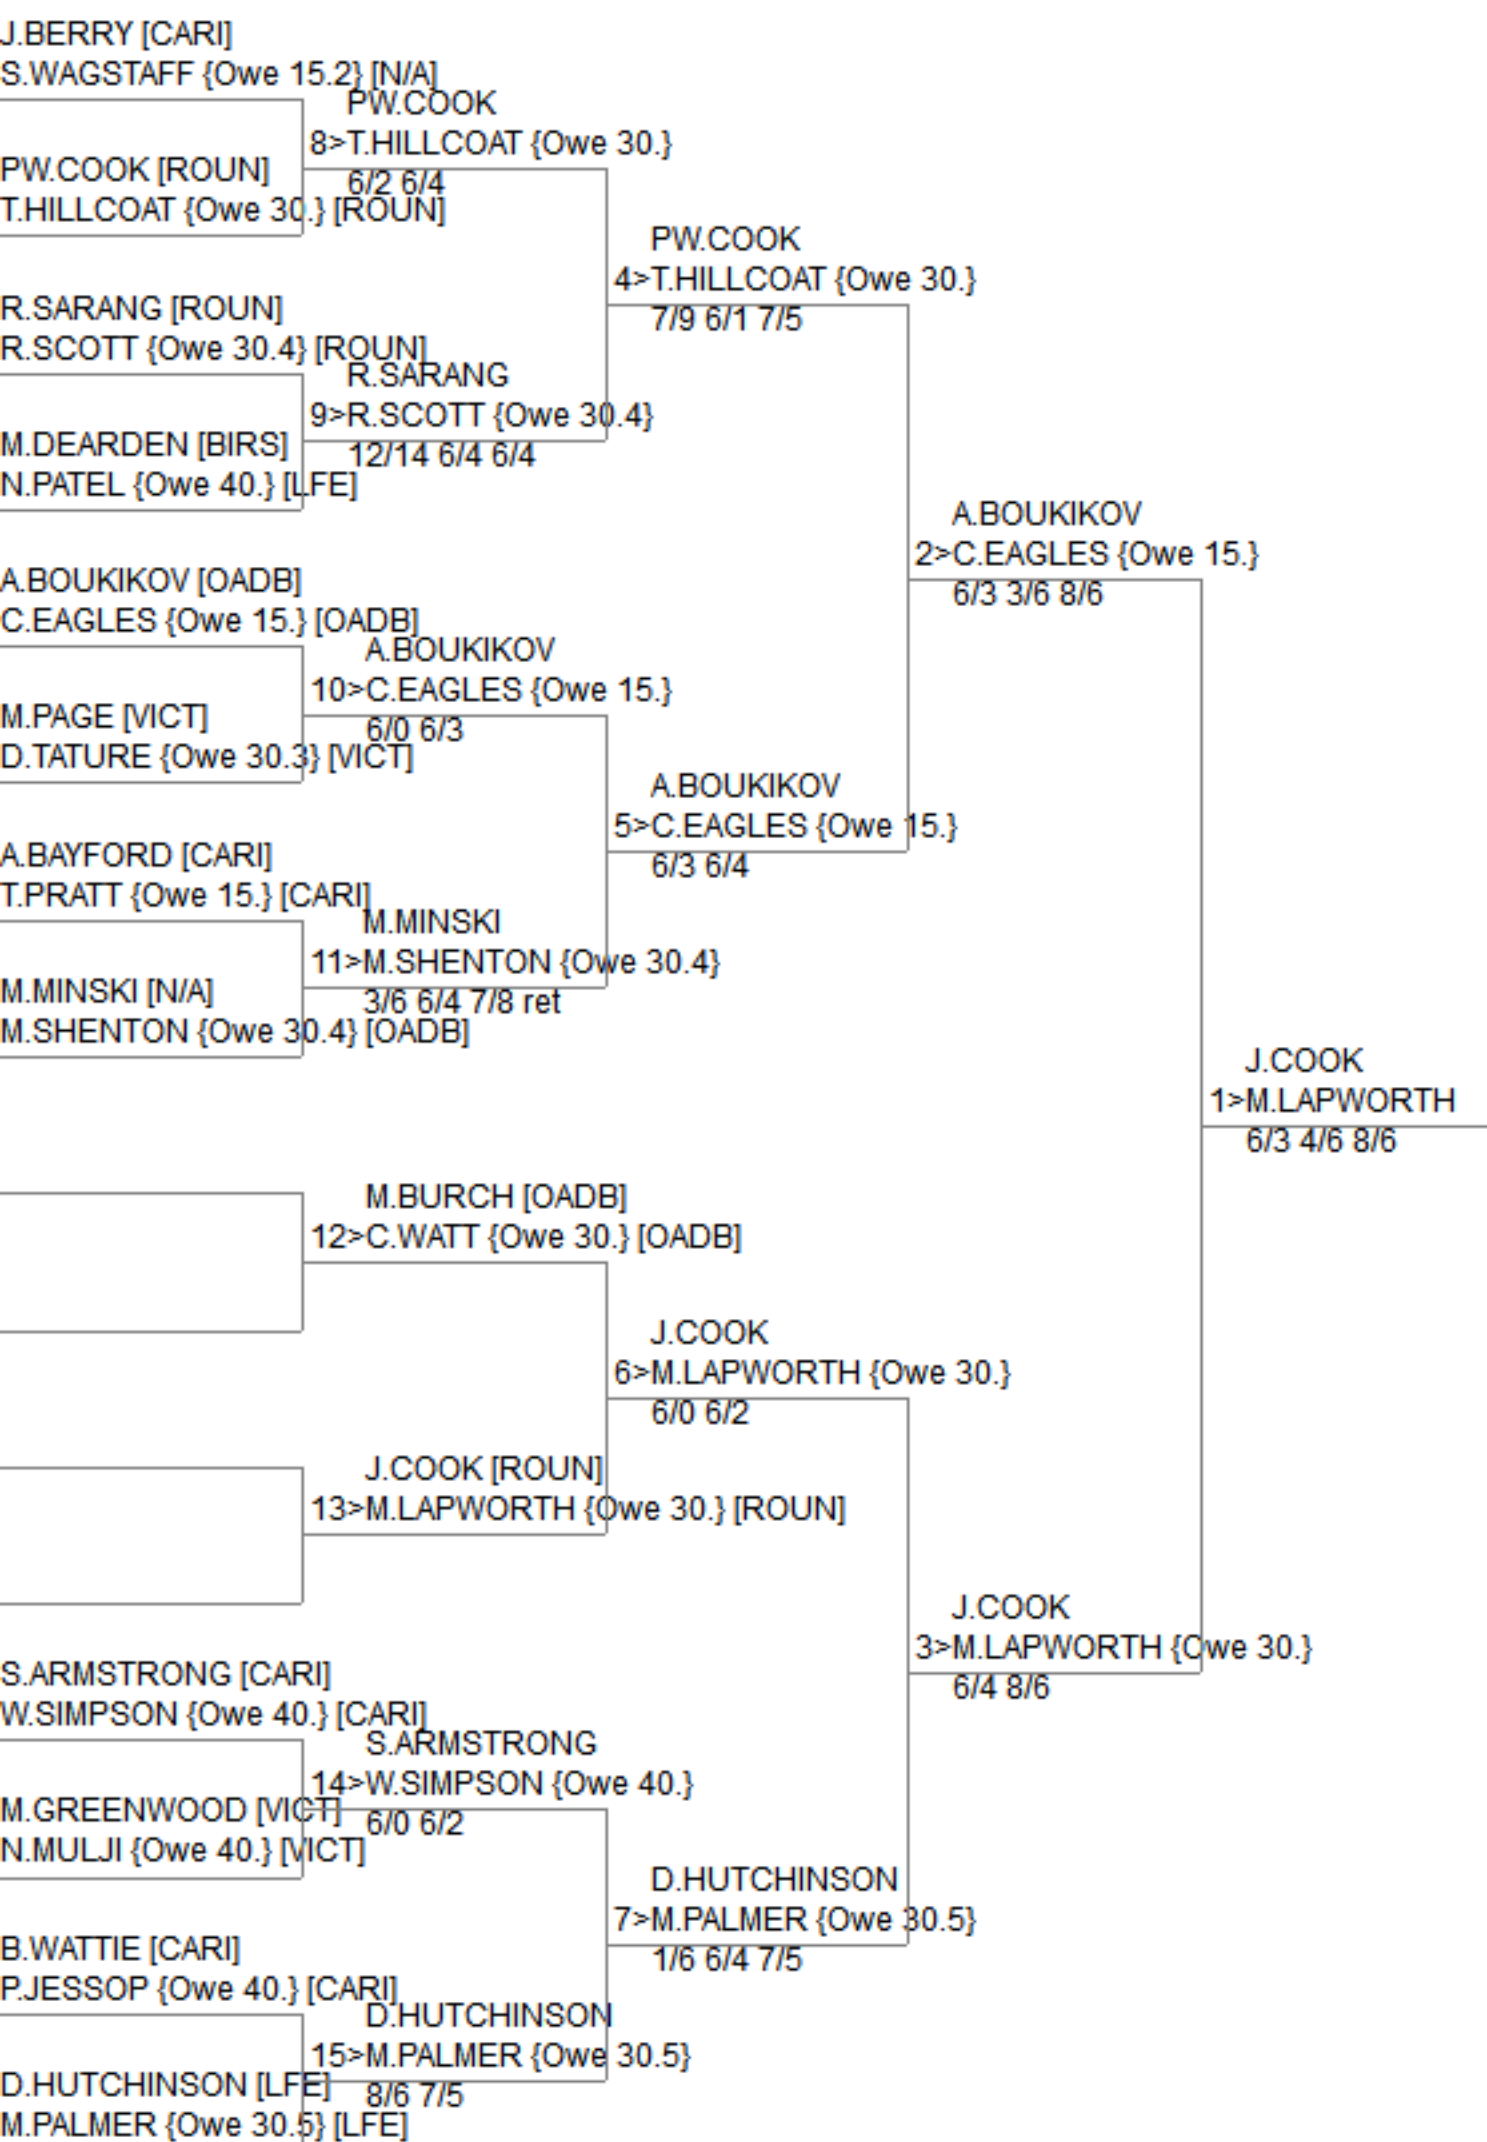 J.BERRY [CARI]
S.WAGSTAFF {Owe 15.2} [N/A]
PW.COOK
8>T.HILLCOAT {Owe 30.}
6/2 6/4
PW.COOK [ROUN]
T.HILLCOAT {Owe 30.} [ROUN]
PW.COOK
4>T.HILLCOAT {Owe 30.}
7/9 6/1 7/5
R.SARANG [ROUN]
R.SCOTT {Owe 30.4} [ROUN]
R.SARANG
9>R.SCOTT {Owe 30.4}
12/14 6/4 6/4
M.DEARDEN [BIRS]
N.PATEL {Owe 40.} [LFE]
A.BOUKIKOV
2>C.EAGLES {Owe 15.}
6/3 3/6 8/6
A.BOUKIKOV [OADB]
C.EAGLES {Owe 15.} [OADB]
A.BOUKIKOV
10>C.EAGLES {Owe 15.}
6/0 6/3
M.PAGE [VICT]
D.TATURE {Owe 30.3} [VICT]
A.BOUKIKOV
5>C.EAGLES {Owe 15.}
6/3 6/4
A.BAYFORD [CARI]
T.PRATT {Owe 15.} [CARI]
M.MINSKI
11>M.SHENTON {Owe 30.4}
3/6 6/4 7/8 ret
M.MINSKI [N/A]
M.SHENTON {Owe 30.4} [OADB]
J.COOK
1>M.LAPWORTH
6/3 4/6 8/6
M.BURCH [OADB]
12>C.WATT {Owe 30.} [OADB]
J.COOK
6>M.LAPWORTH {Owe 30.}
6/0 6/2
J.COOK [ROUN]
13>M.LAPWORTH {Owe 30.} [ROUN]
J.COOK
3>M.LAPWORTH {Owe 30.}
6/4 8/6
S.ARMSTRONG [CARI]
W.SIMPSON {Owe 40.} [CARI]
S.ARMSTRONG
14>W.SIMPSON {Owe 40.}
6/0 6/2
M.GREENWOOD [VICT]
N.MULJI {Owe 40.} [VICT]
D.HUTCHINSON
7>M.PALMER {Owe 30.5}
1/6 6/4 7/5
B.WATTIE [CARI]
P.JESSOP {Owe 40.} [CARI]
D.HUTCHINSON
15>M.PALMER {Owe 30.5}
8/6 7/5
D.HUTCHINSON [LFE]
M.PALMER {Owe 30.5} [LFE]